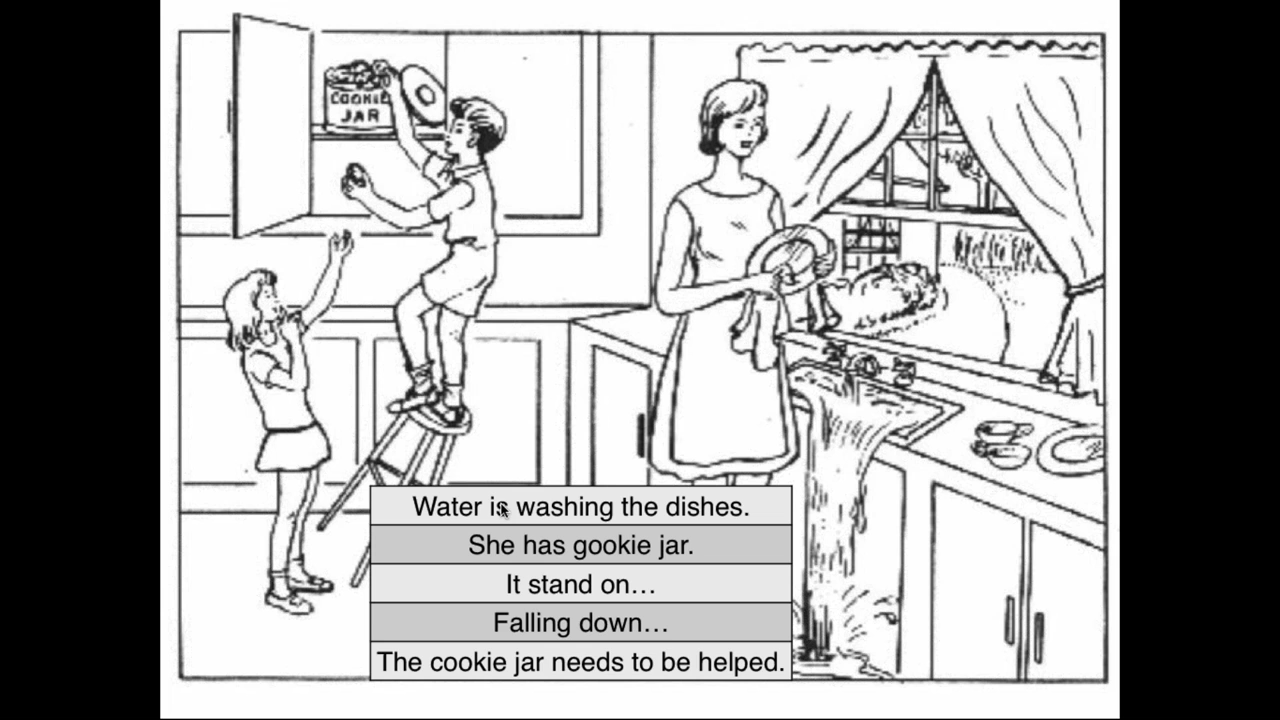 COOKIE
JAR
Water is washing the dishes.
She has gookie jar.
It stand on…
Falling down…
The cookie jar needs to be helped.